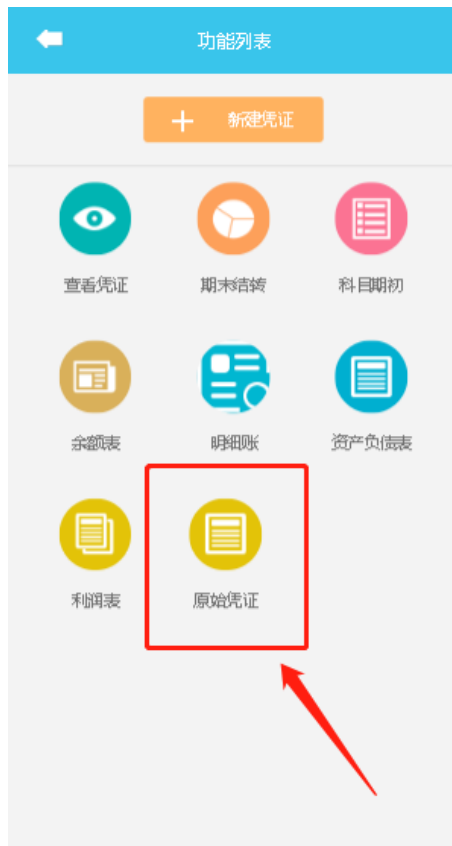 功能列表
新建凭证
查看凭证
期末结转
科目期初
余额表
明细账
资产负债表
利润表
原始凭证